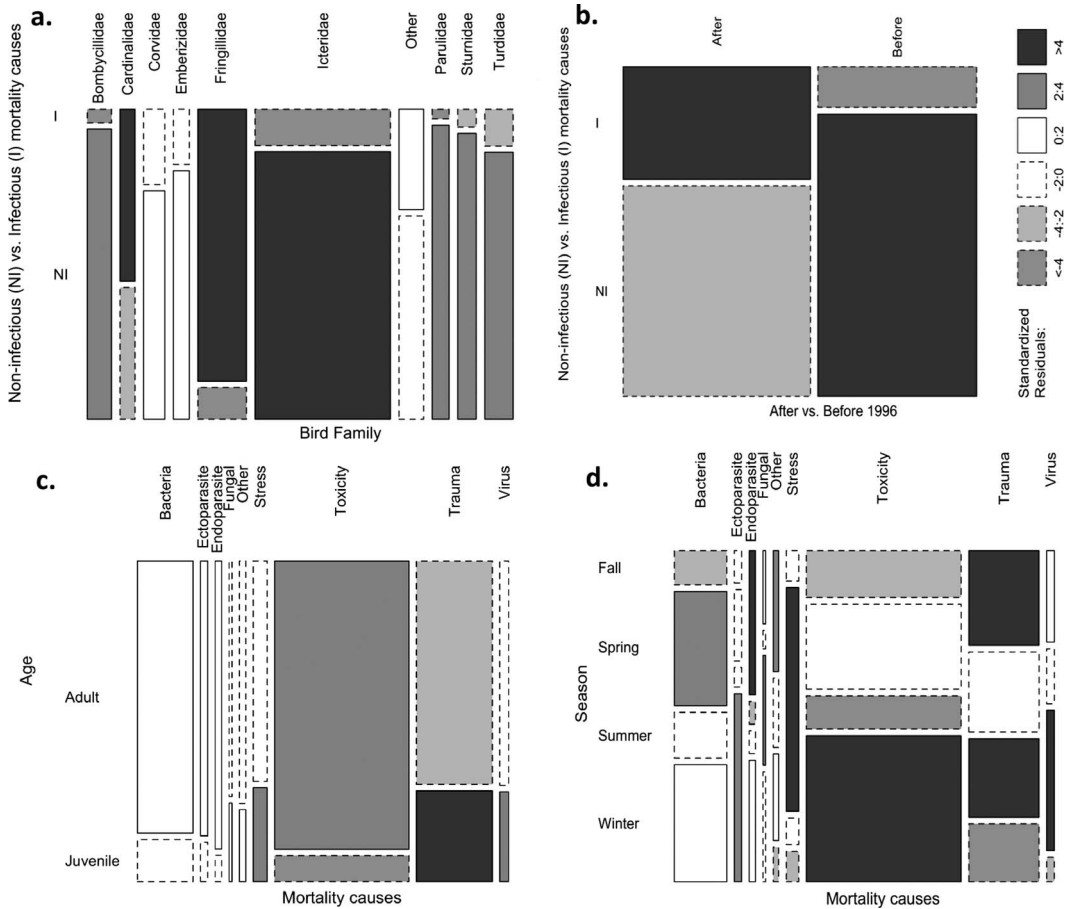 a.
Bombycillidae
Cardinalidae
Corvidae
Emberizidae
Fringillidae
Icteridae
Other
Parulidae
Sturnidae
Turdidae
Non-infectious (NI) vs. Infectious (I) mortality causes
I
NI
Bird Family
b.
After
Before
Non-infectious (NI) vs. Infectious (I) mortality causes
I
NI
After vs. Before 1996
>4
2:4
0:2
-2:0
-4:-2
<-4
Standardized
Residuals:
c.
Bacteria
Ectoparasite
Endoparasite
Fungal
Other
Stress
Toxicity
Trauma
Virus
Age
Adult
Juvenile
Mortality causes
d.
Bacteria
Ectoparasite
Endoparasite
Fungal
Other
Stress
Toxicity
Trauma
Virus
Season
Fall
Spring
Summer
Winter
Mortality causes